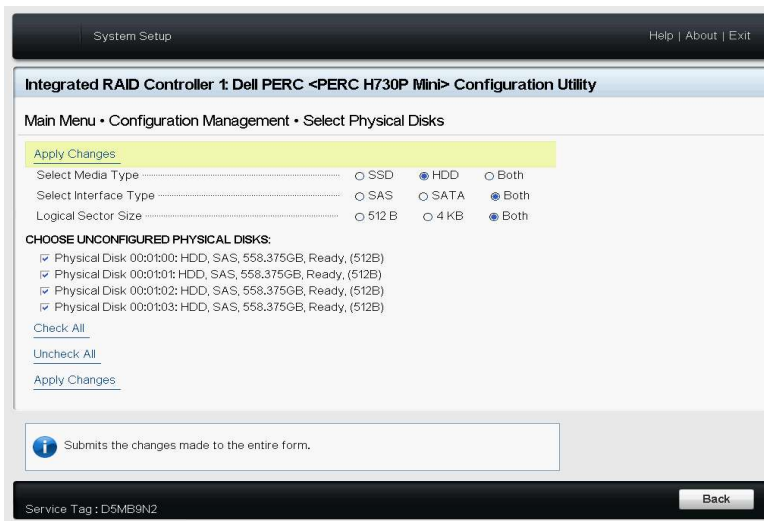 System Setup
Help | About | Exit
Integrated RAID Controller 1: Dell PERC <PERC H730P Mini> Configuration Utility
Main Menu • Configuration Management • Select Physical Disks
Apply Changes
Select Media Type SSD HDD Both
Select Interface Type SAS SATA Both
Logical Sector Size 512 B 4 KB Both
CHOOSE UNCONFIGURED PHYSICAL DISKS:
Physical Disk 00:01:00: HDD, SAS, 558.375GB, Ready, (512B)
Physical Disk 00:01:01: HDD, SAS, 558.375GB, Ready, (512B)
Physical Disk 00:01:02: HDD, SAS, 558.375GB, Ready, (512B)
Physical Disk 00:01:03: HDD, SAS, 558.375GB, Ready, (512B)
Check All
Uncheck All
Apply Changes
Submits the changes made to the entire form.
Service Tag : D5MB9N2
Back